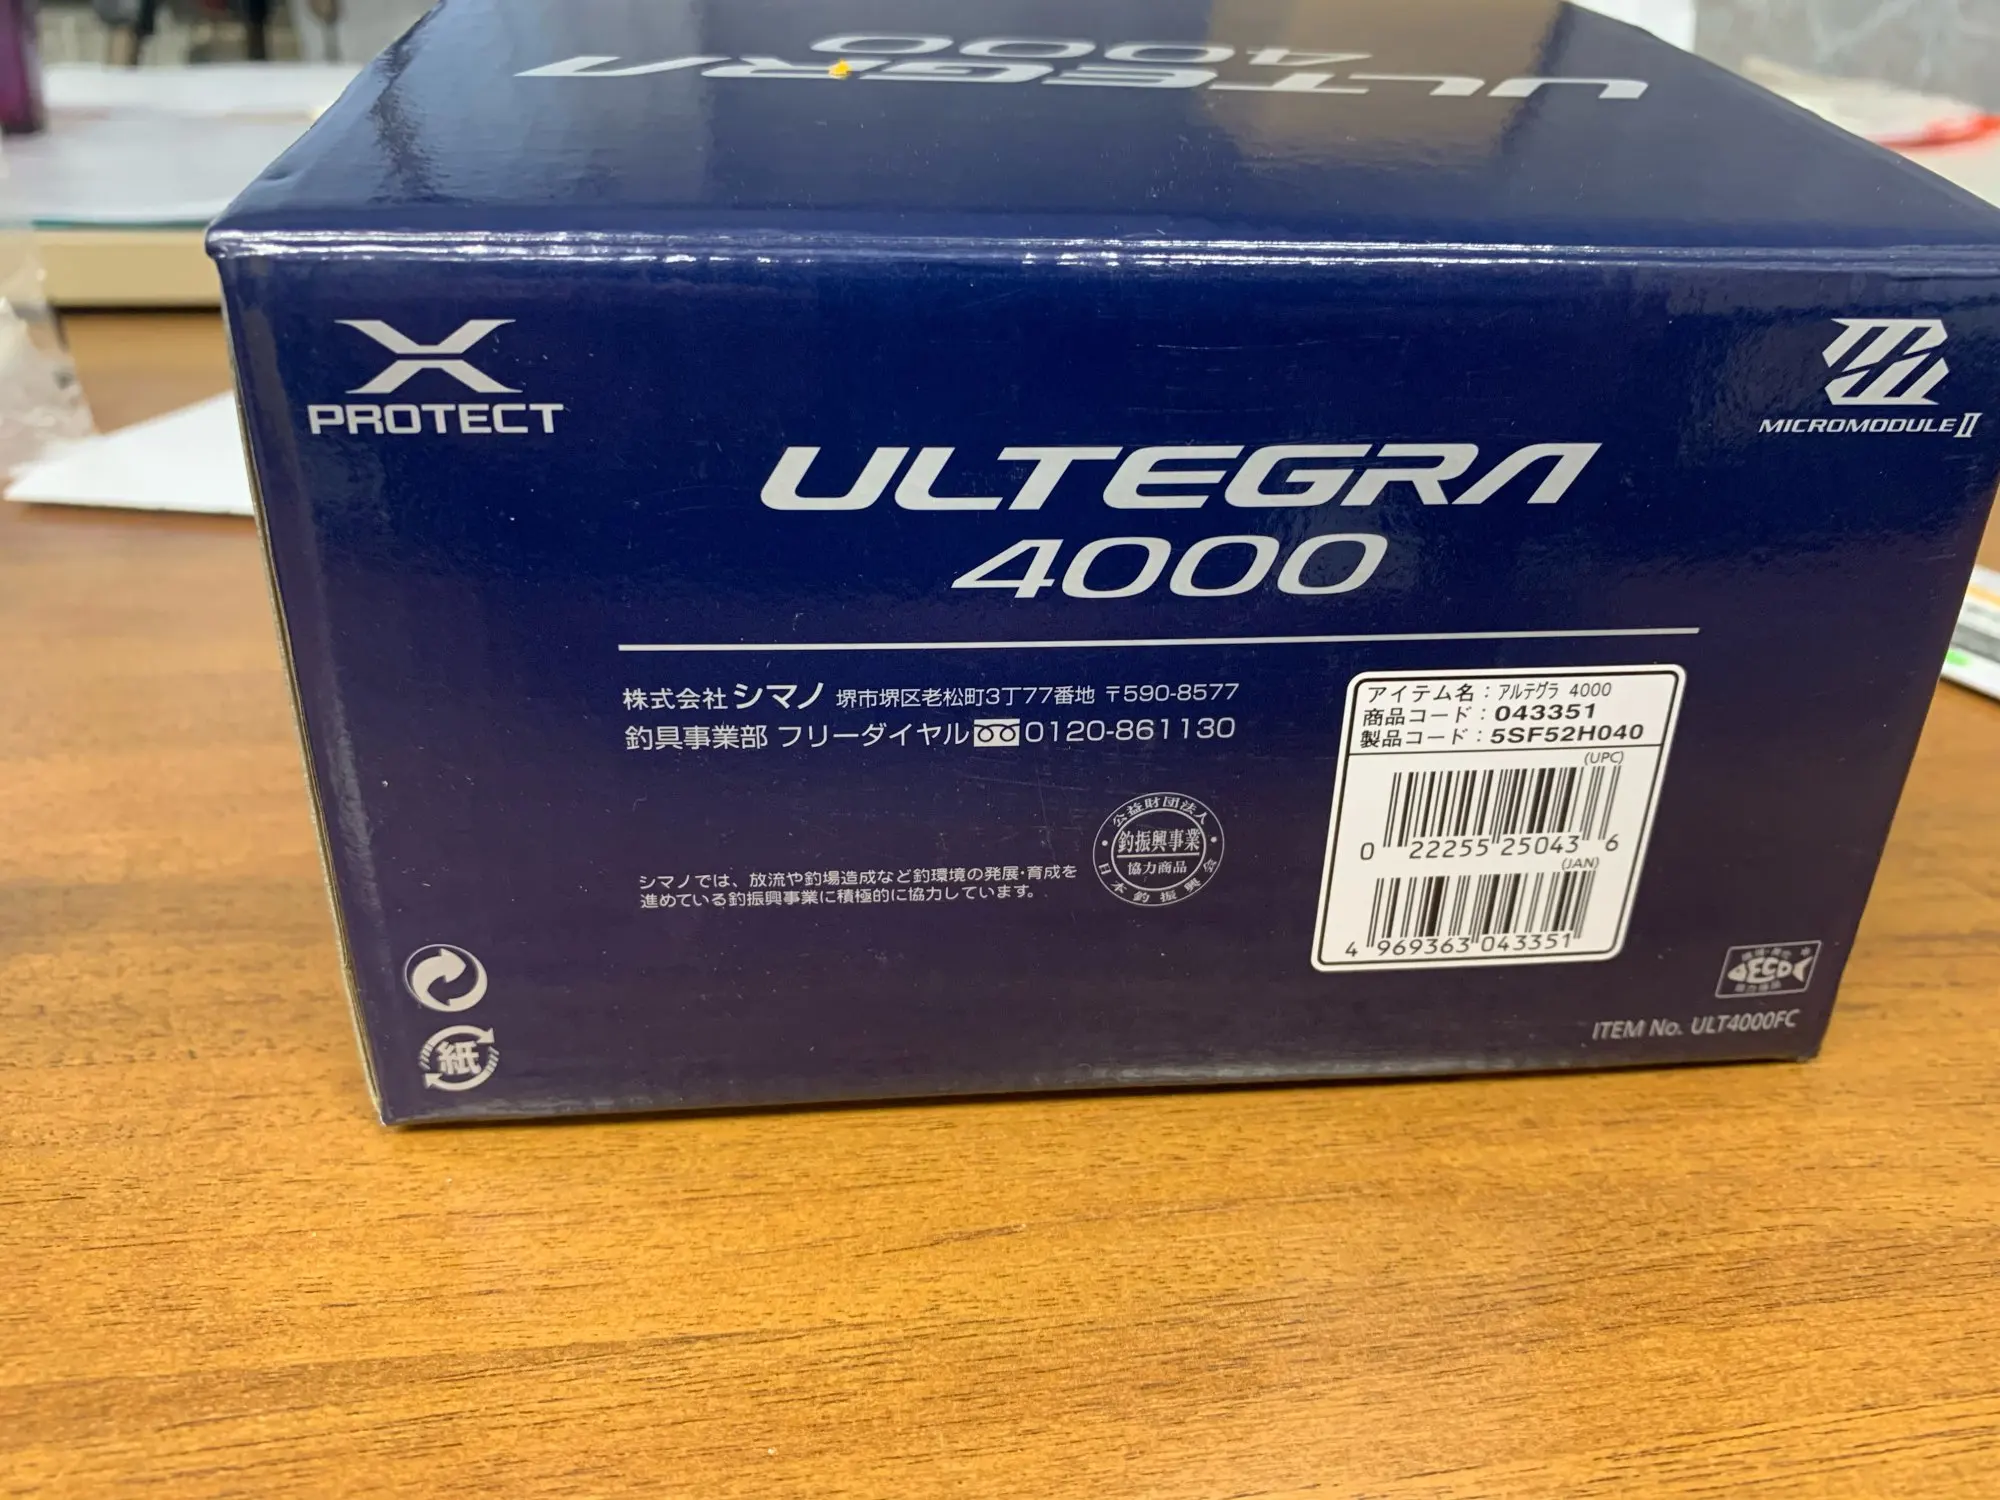 ULTEGRA
4000
X
PROTECT
MICROMODULE II
ULTEGRA
4000
株式会社 シマノ 堺市堺区老松町3丁77番地 〒590-8577
釣具事業部 フリーダイヤル 0120-861130
アイテム名：アルテグラ 4000
商品コード：043351
製品コード：5SF52H040
(UPC)
0 22255 25043 6
(JAN)
4 969363 043351
公益財団法人
釣振興事業
協力商品
日本釣振興会
シマノでは、放流や釣場造成など釣環境の発展・育成を
進めている釣振興事業に積極的に協力しています。
紙
ECO
ITEM No. ULT4000FC